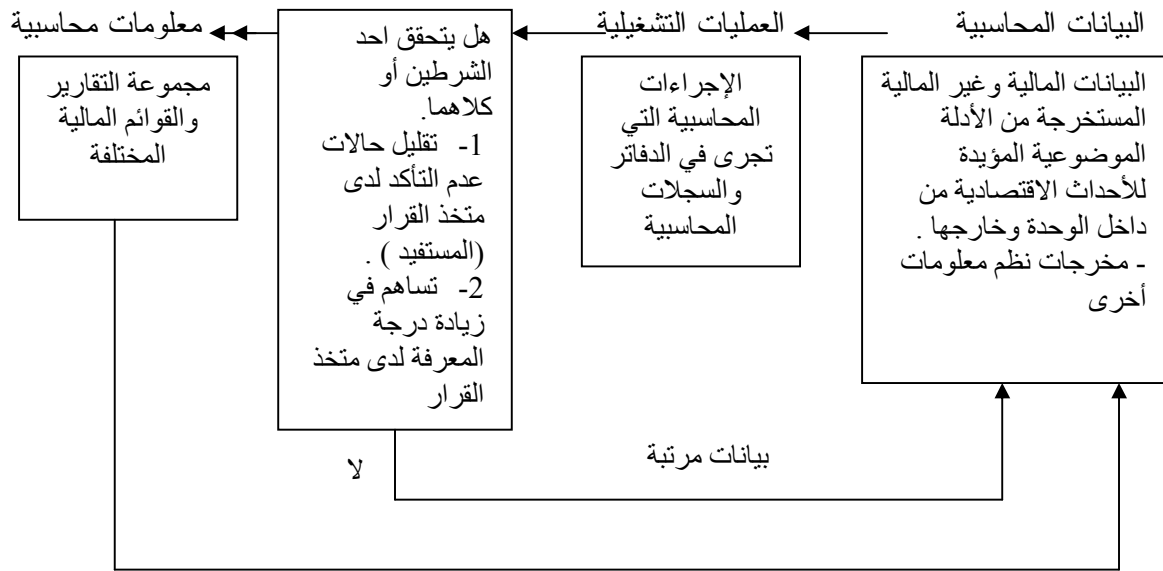 البيانات المحاسبية
العمليات التشغيلية
معلومات محاسبية
البيانات المالية وغير المالية
المستخرجة من الأدلة
الموضوعية المؤيدة
للأحداث الاقتصادية من
داخل الوحدة وخارجها .
- مخرجات نظم معلومات
أخرى
الإجراءات
المحاسبية التي
تجرى في الدفاتر
والسجلات
المحاسبية
هل يتحقق احد
الشرطين أو
كلاهما.
1- تقليل حالات
عدم التأكد لدى
متخذ القرار
(المستفيد ) .
2- تساهم في
زيادة درجة
المعرفة لدى متخذ
القرار
مجموعة التقارير
والقوائم المالية
المختلفة
بيانات مرتبة
لا